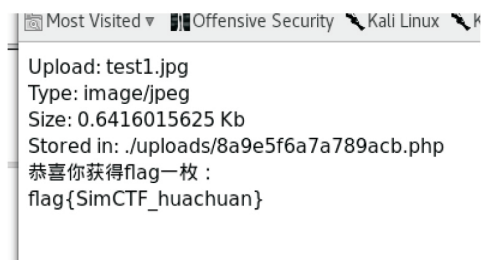 Most Visited ▾ Offensive Security Kali Linux K
Upload: test1.jpg
Type: image/jpeg
Size: 0.6416015625 Kb
Stored in: ./uploads/8a9e5f6a7a789acb.php
恭喜你获得flag一枚：
flag{SimCTF_huachuan}